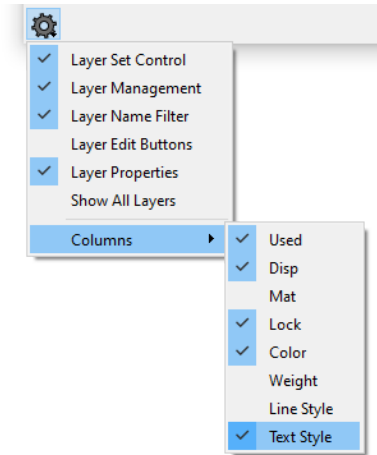 Layer Set Control
Layer Management
Layer Name Filter
Layer Edit Buttons
Layer Properties
Show All Layers
Columns
Used
Disp
Mat
Lock
Color
Weight
Line Style
Text Style